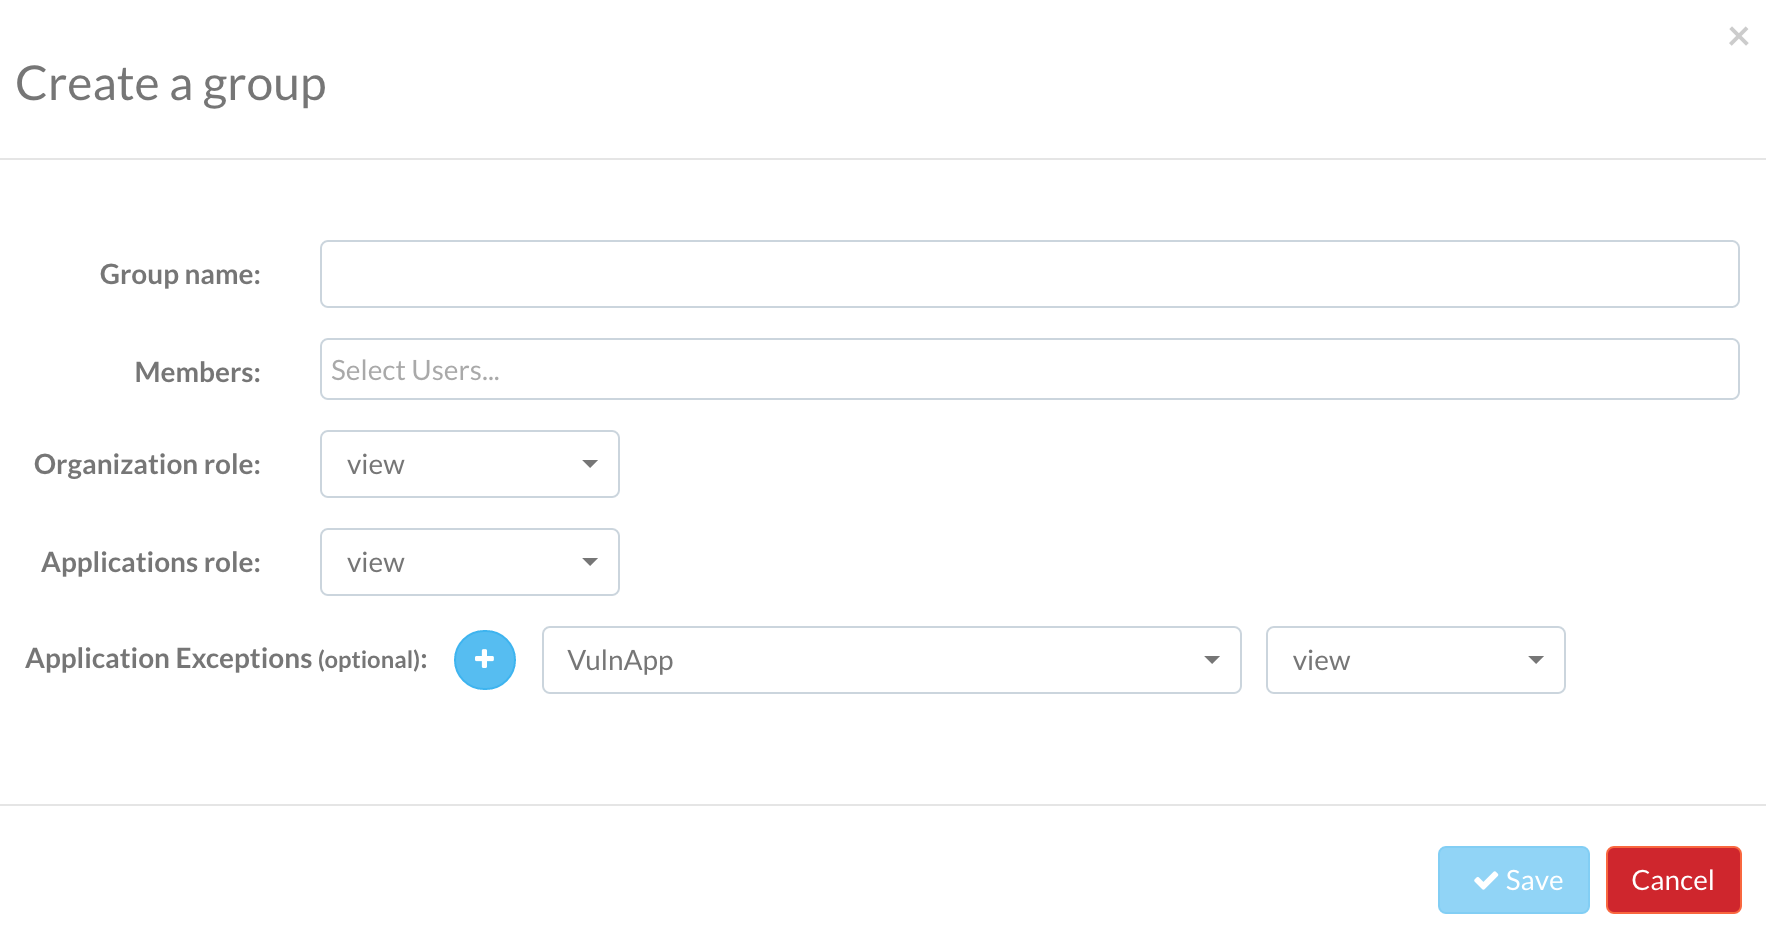 ×
Create a group
Group name:
Members: Select Users...
Organization role: view
Applications role: view
Application Exceptions (optional): + VulnApp view
Save Cancel